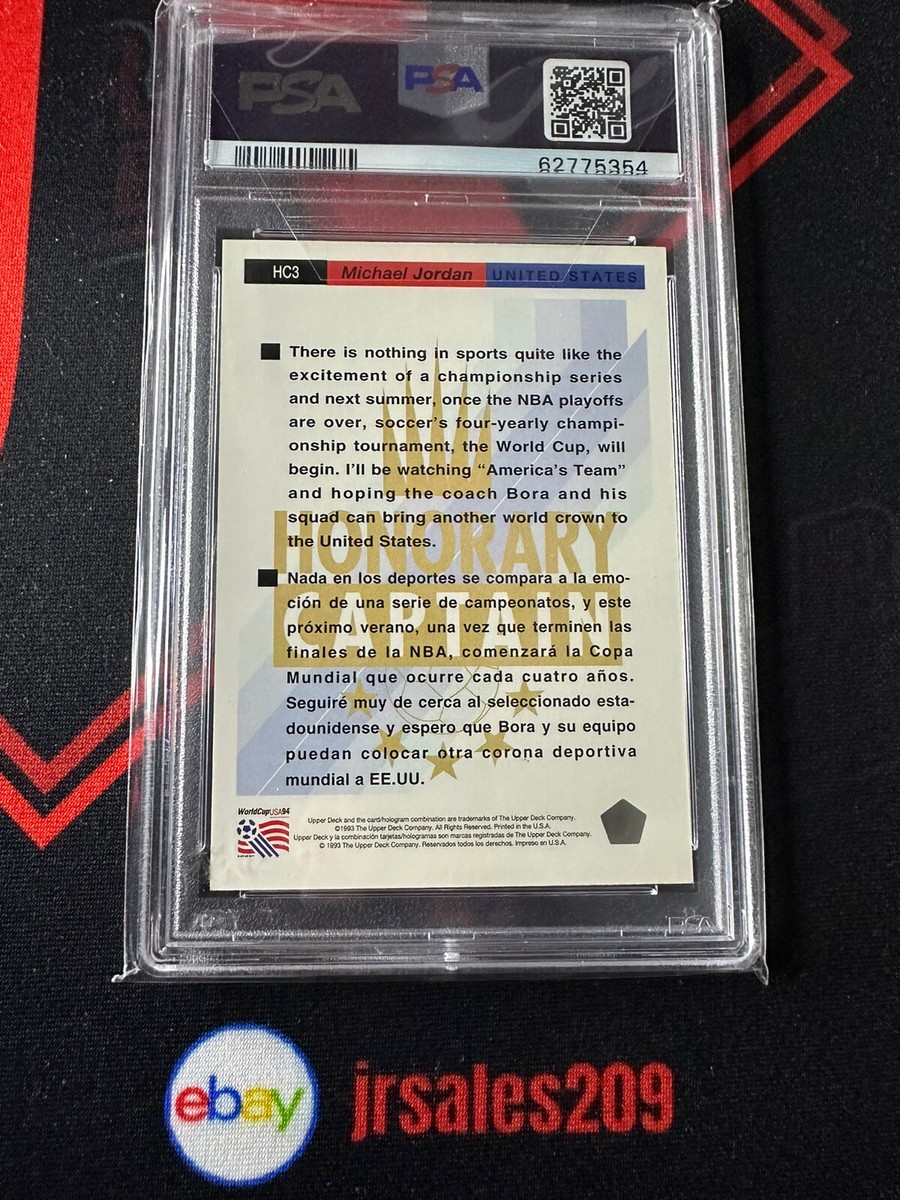 PSA
PSA
62775354
HC3 Michael Jordan UNITED STATES
There is nothing in sports quite like the
excitement of a championship series
and next summer, once the NBA playoffs
are over, soccer's four-yearly champi-
onship tournament, the World Cup, will
begin. I'll be watching "America's Team"
and hoping the coach Bora and his
squad can bring another world crown to
the United States.
HONORARY
Nada en los deportes se compara a la emo-
ción de una serie de campeonatos, y este
CAPTAIN
próximo verano, una vez que terminen las
finales de la NBA, comenzará la Copa
Mundial que ocurre cada cuatro años.
Seguiré muy de cerca al seleccionado esta-
dounidense y espero que Bora y su equipo
puedan colocar otra corona deportiva
mundial a EE.UU.
WorldCupUSA94
Upper Deck and the card/hologram combination are trademarks of The Upper Deck Company.
©1993 The Upper Deck Company. All Rights Reserved. Printed in the U.S.A.
Upper Deck y la combinación tarjetas/hologramas son marcas registradas de The Upper Deck Company.
© 1993 The Upper Deck Company. Reservados todos los derechos. Impreso en U.S.A.
PSA
ebay jrsales209